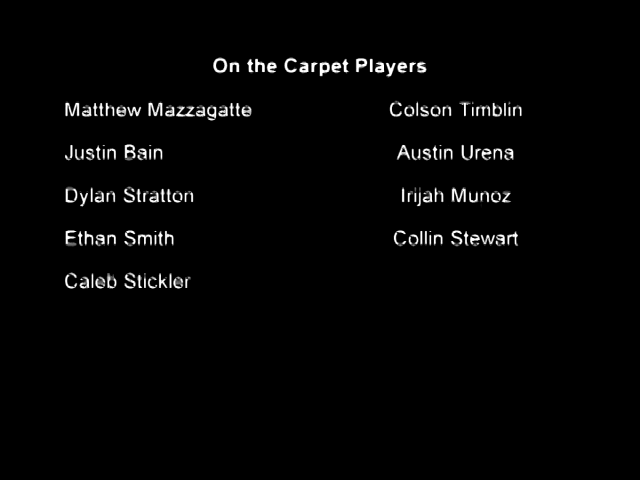 On the Carpet Players
Matthew Mazzagatte Colson Timblin
Justin Bain Austin Urena
Dylan Stratton Irijah Munoz
Ethan Smith Collin Stewart
Caleb Stickler